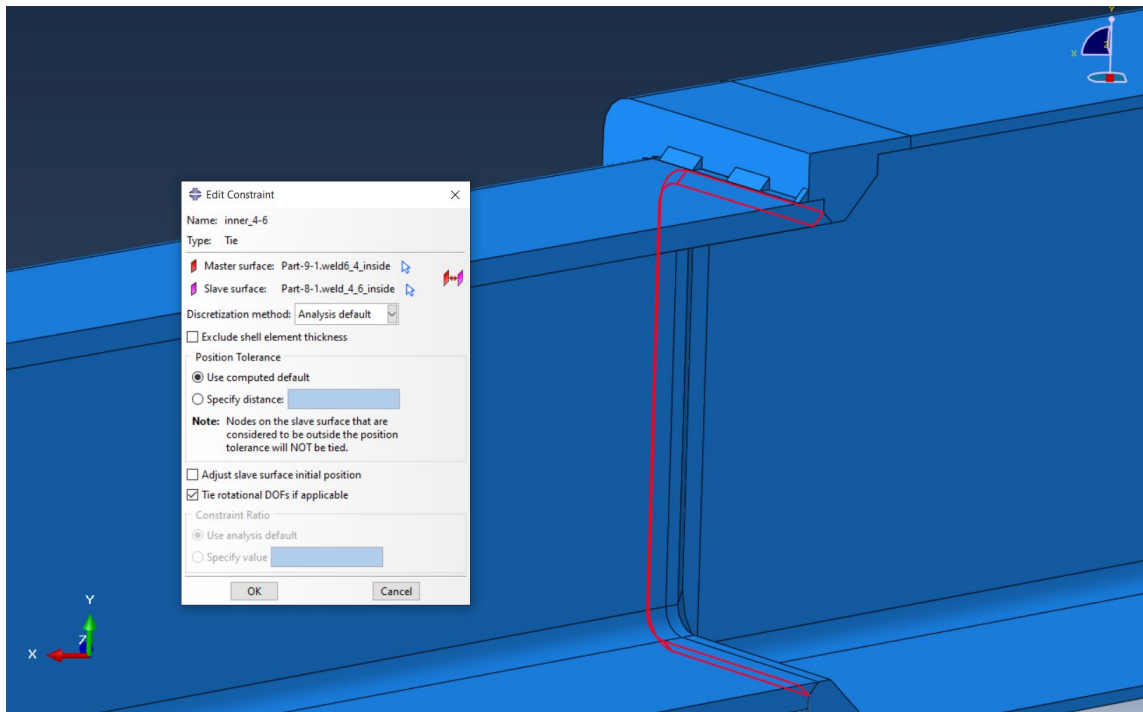 Edit Constraint
Name: inner_4-6
Type: Tie
Master surface: Part-9-1.weld6_4_inside
Slave surface: Part-8-1.weld_4_6_inside
Discretization method: Analysis default
Exclude shell element thickness
Position Tolerance
Use computed default
Specify distance:
Note: Nodes on the slave surface that are
considered to be outside the position
tolerance will NOT be tied.
Adjust slave surface initial position
Tie rotational DOFs if applicable
Constraint Ratio
Use analysis default
Specify value
OK Cancel
Y
Z
X
Y
X